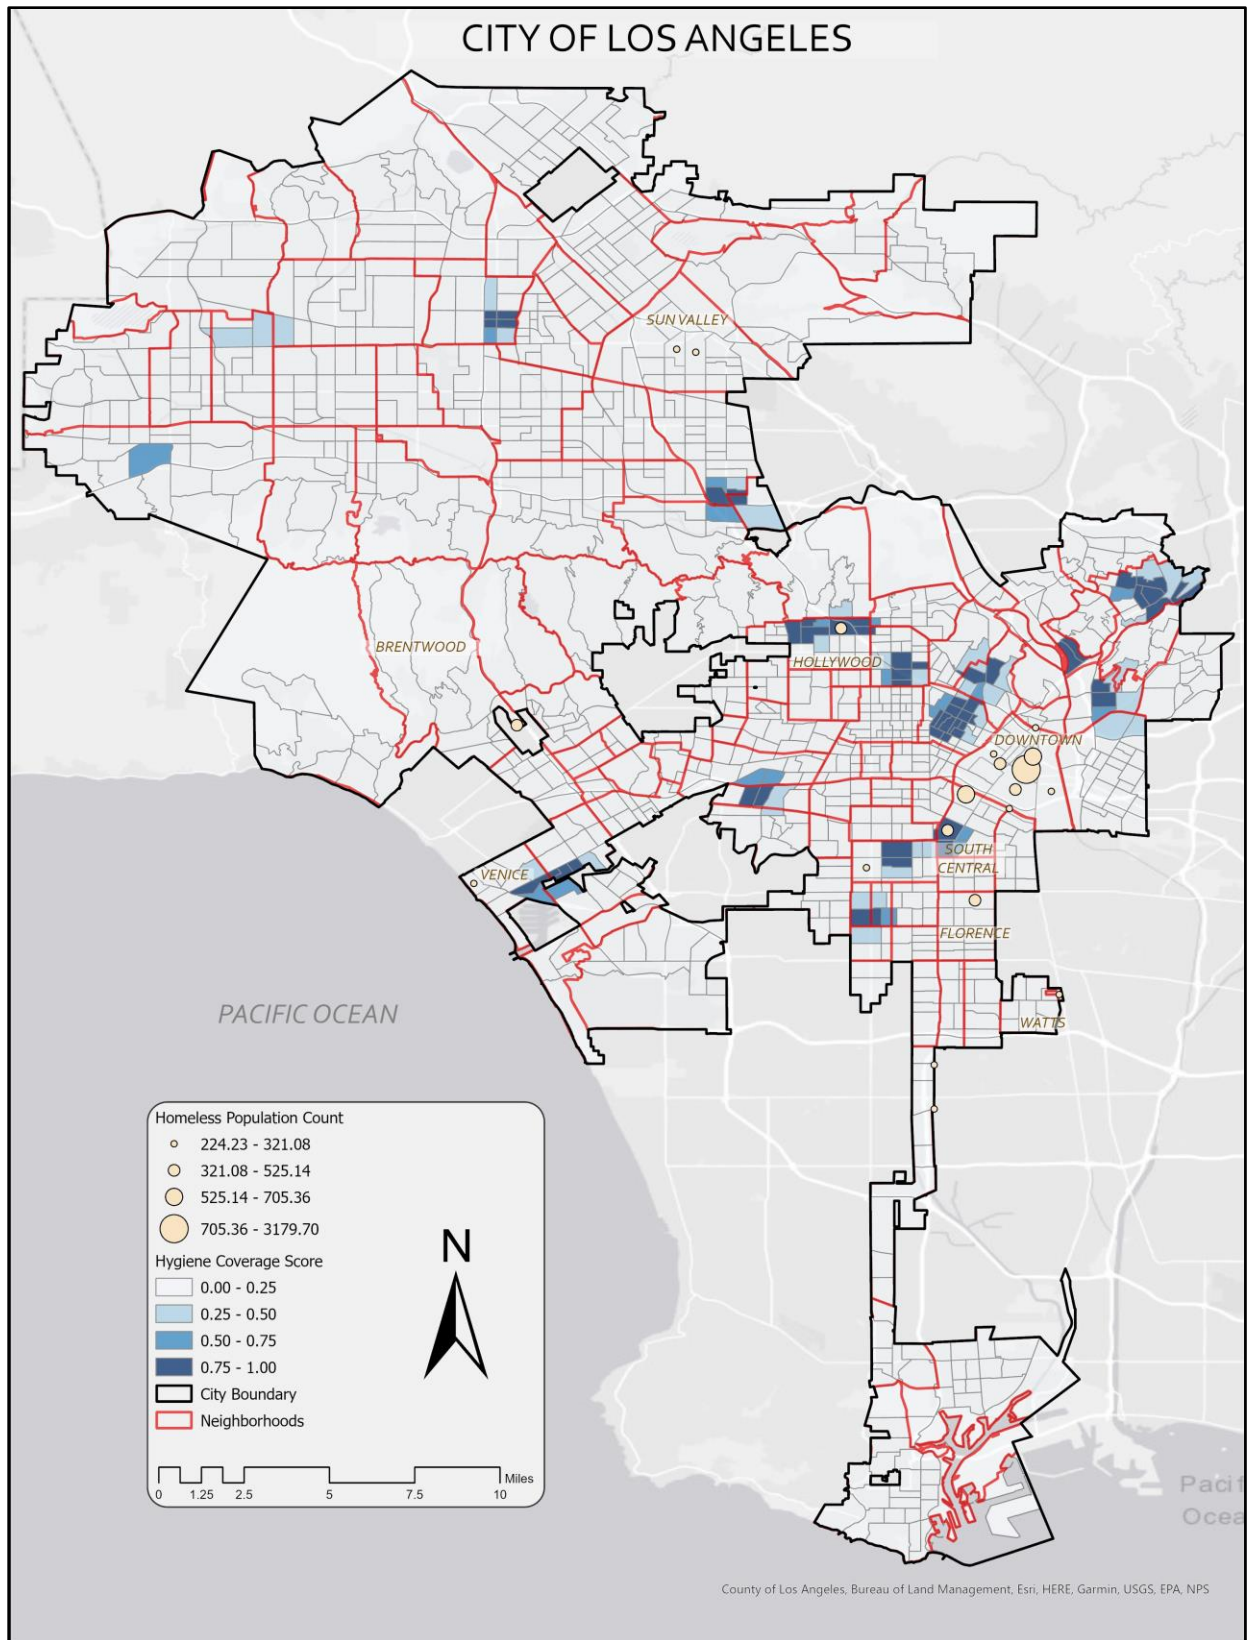 CITY OF LOS ANGELES
SUN VALLEY
BRENTWOOD
HOLLYWOOD
DOWNTOWN
VENICE
SOUTH
CENTRAL
FLORENCE
PACIFIC OCEAN
WATTS
Homeless Population Count
224.23 - 321.08
321.08 - 525.14
525.14 - 705.36
705.36 - 3179.70
Hygiene Coverage Score
0.00 - 0.25
0.25 - 0.50
0.50 - 0.75
0.75 - 1.00
City Boundary
Neighborhoods
N
Miles
0 1.25 2.5 5 7.5 10
Pacif
Ocea
County of Los Angeles, Bureau of Land Management, Esri, HERE, Garmin, USGS, EPA, NPS